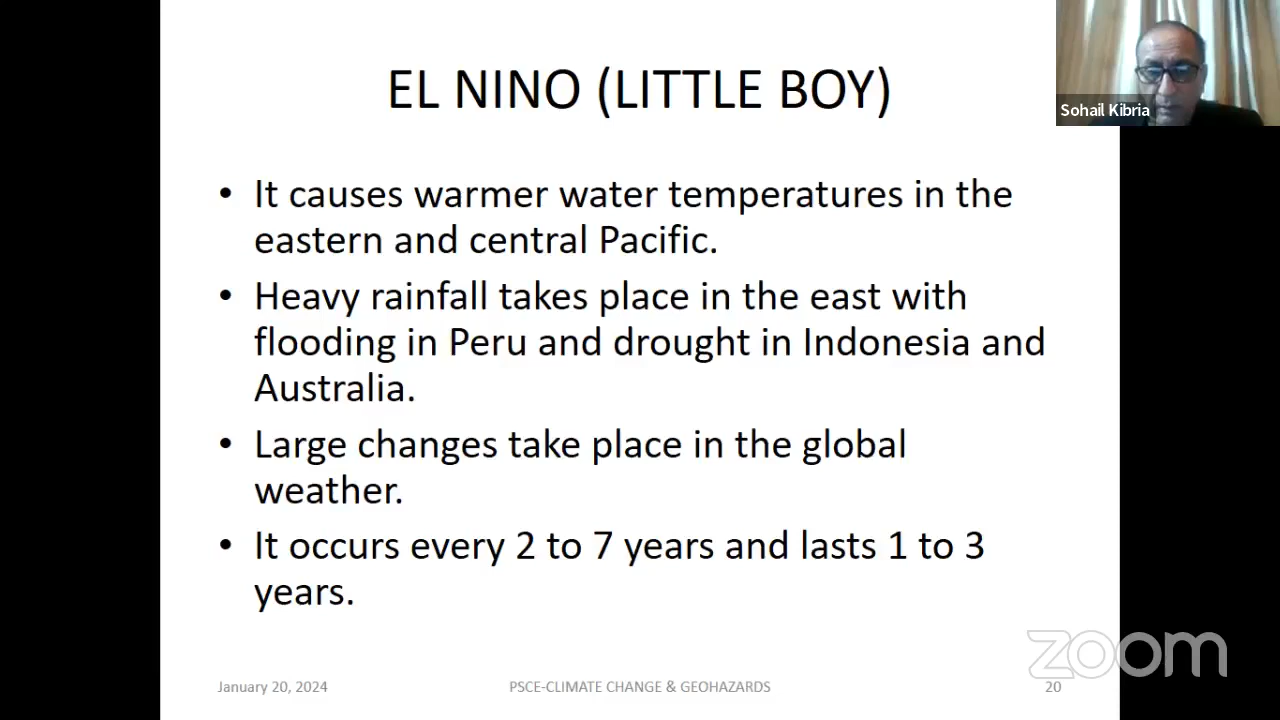 EL NINO (LITTLE BOY)
Sohail Kibria
• It causes warmer water temperatures in the
eastern and central Pacific.
• Heavy rainfall takes place in the east with
flooding in Peru and drought in Indonesia and
Australia.
• Large changes take place in the global
weather.
• It occurs every 2 to 7 years and lasts 1 to 3
years.
zoom
January 20, 2024
PSCE-CLIMATE CHANGE & GEOHAZARDS
20